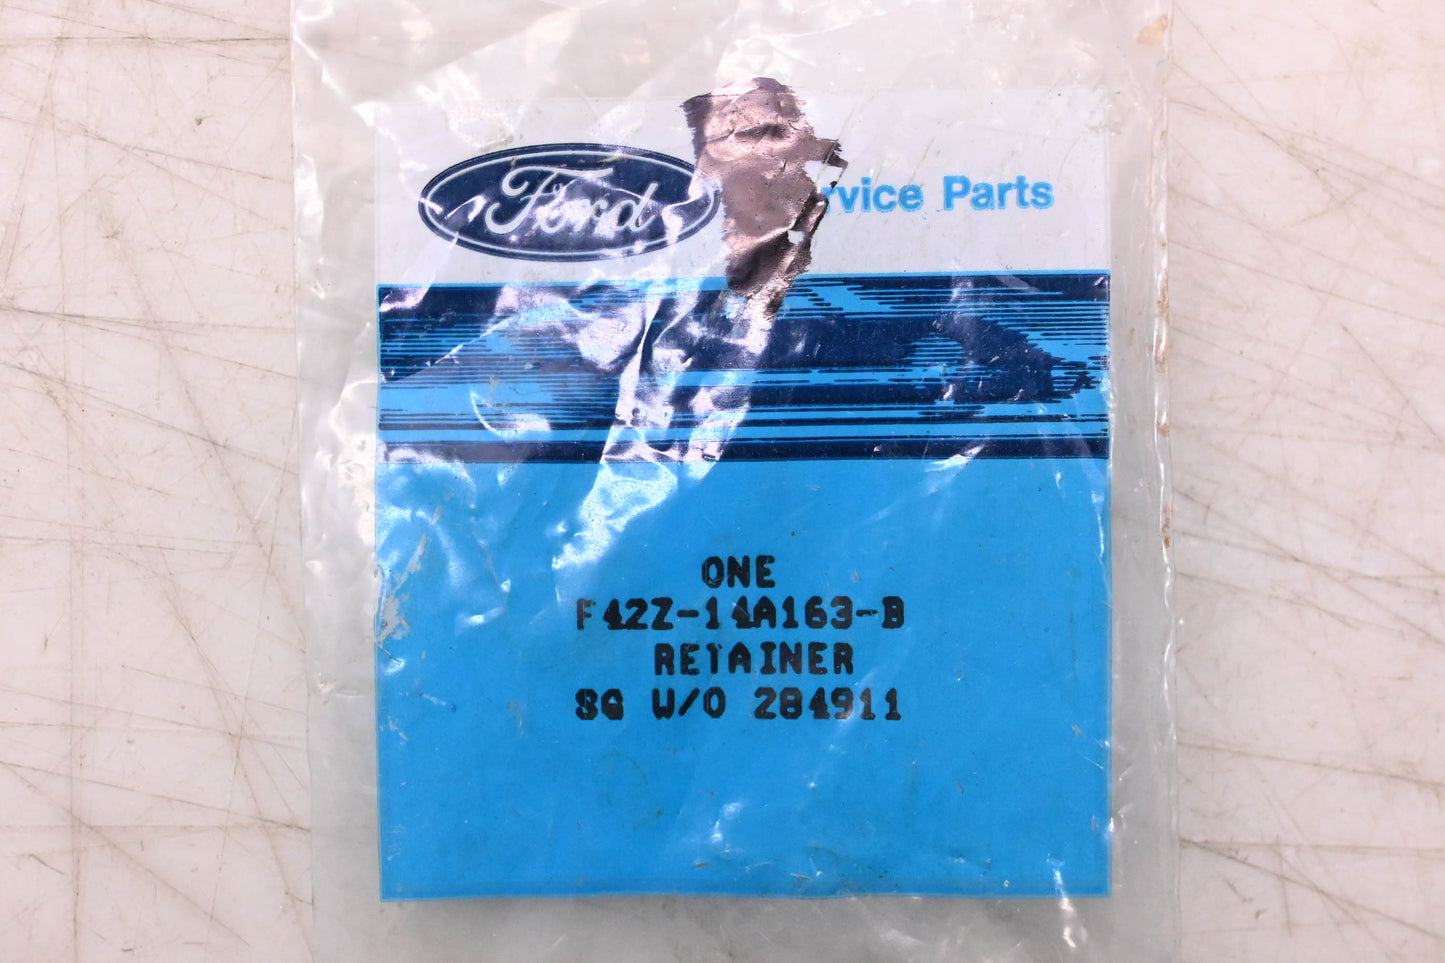 Ford rvice Parts
ONE
F42Z-14A163-B
RETAINER
SG W/O 284911